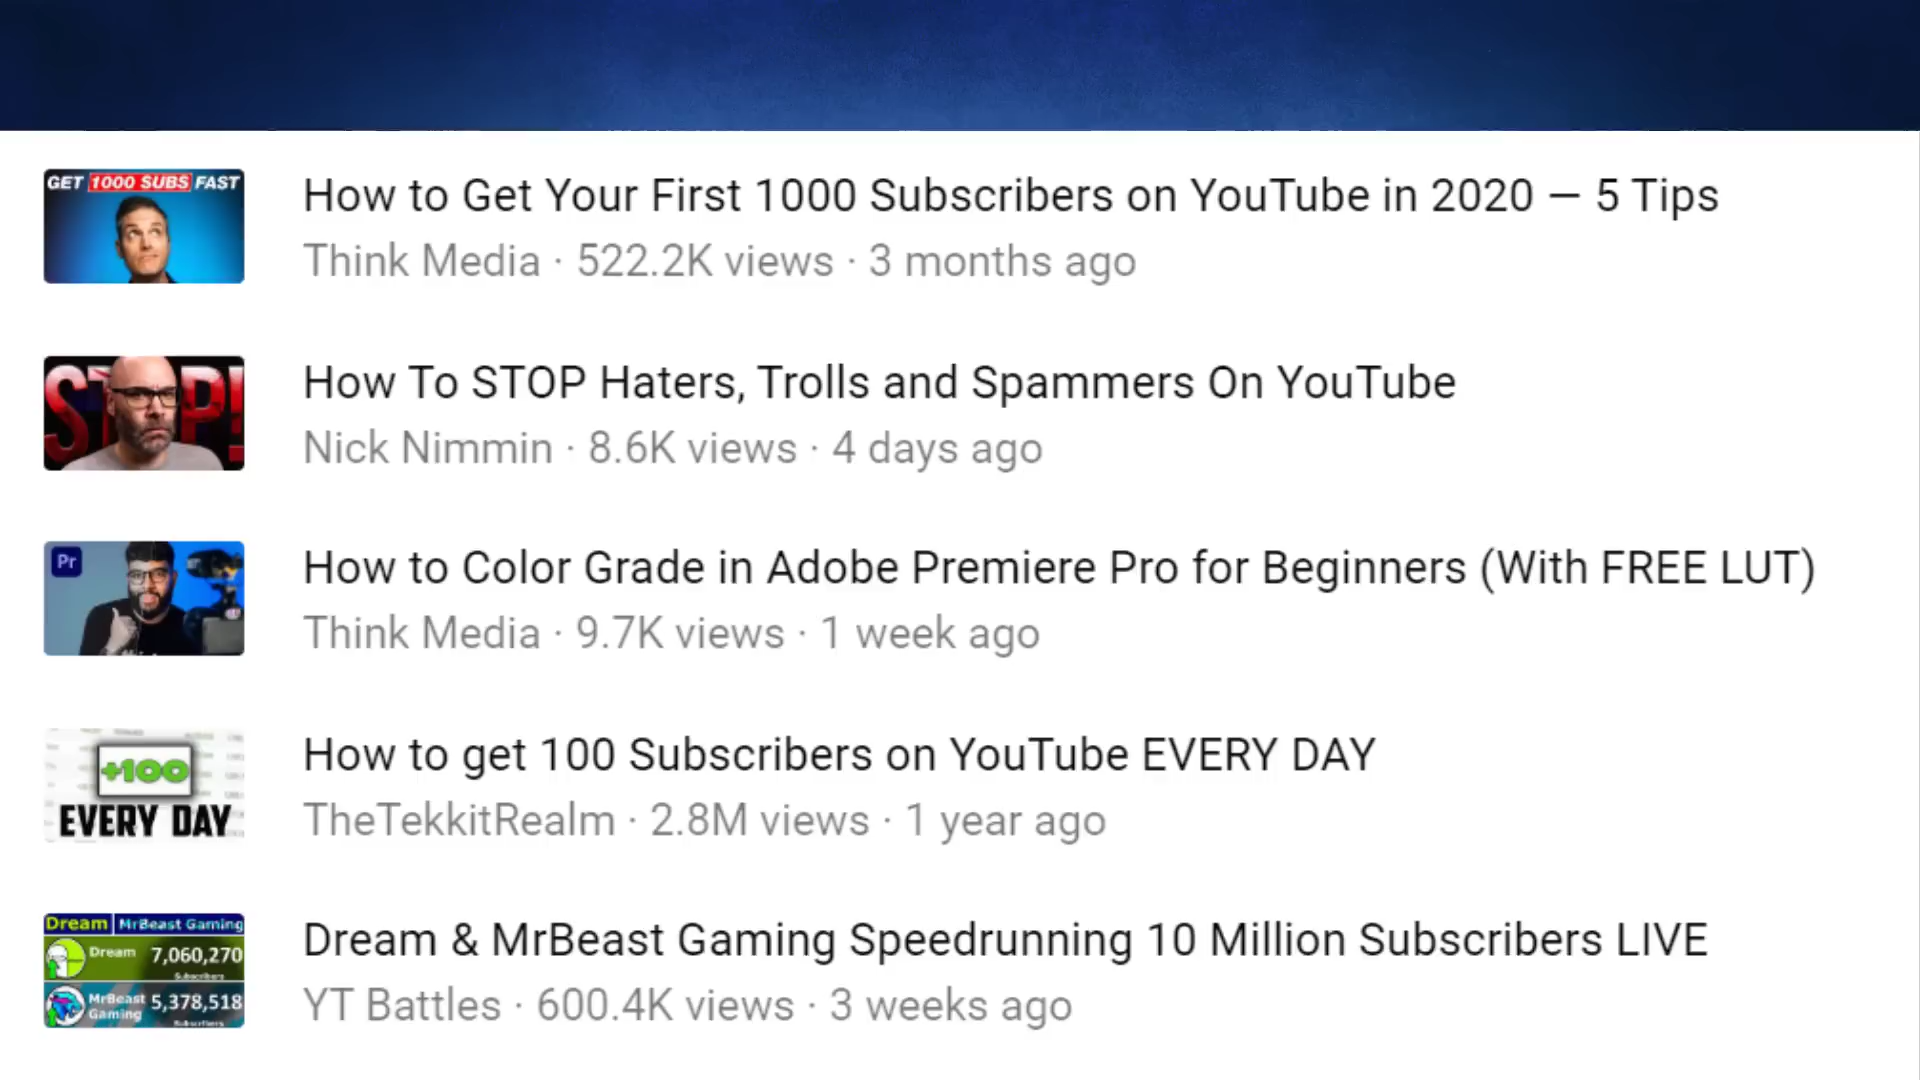 GET 1000 SUBS FAST
How to Get Your First 1000 Subscribers on YouTube in 2020 — 5 Tips
Think Media · 522.2K views · 3 months ago
STOP!
How To STOP Haters, Trolls and Spammers On YouTube
Nick Nimmin · 8.6K views · 4 days ago
Pr
How to Color Grade in Adobe Premiere Pro for Beginners (With FREE LUT)
Think Media · 9.7K views · 1 week ago
+100
EVERY DAY
How to get 100 Subscribers on YouTube EVERY DAY
TheTekkitRealm · 2.8M views · 1 year ago
Dream MrBeast Gaming
Dream 7,060,270
Subscribers
MrBeast Gaming 5,378,518
Subscribers
Dream & MrBeast Gaming Speedrunning 10 Million Subscribers LIVE
YT Battles · 600.4K views · 3 weeks ago